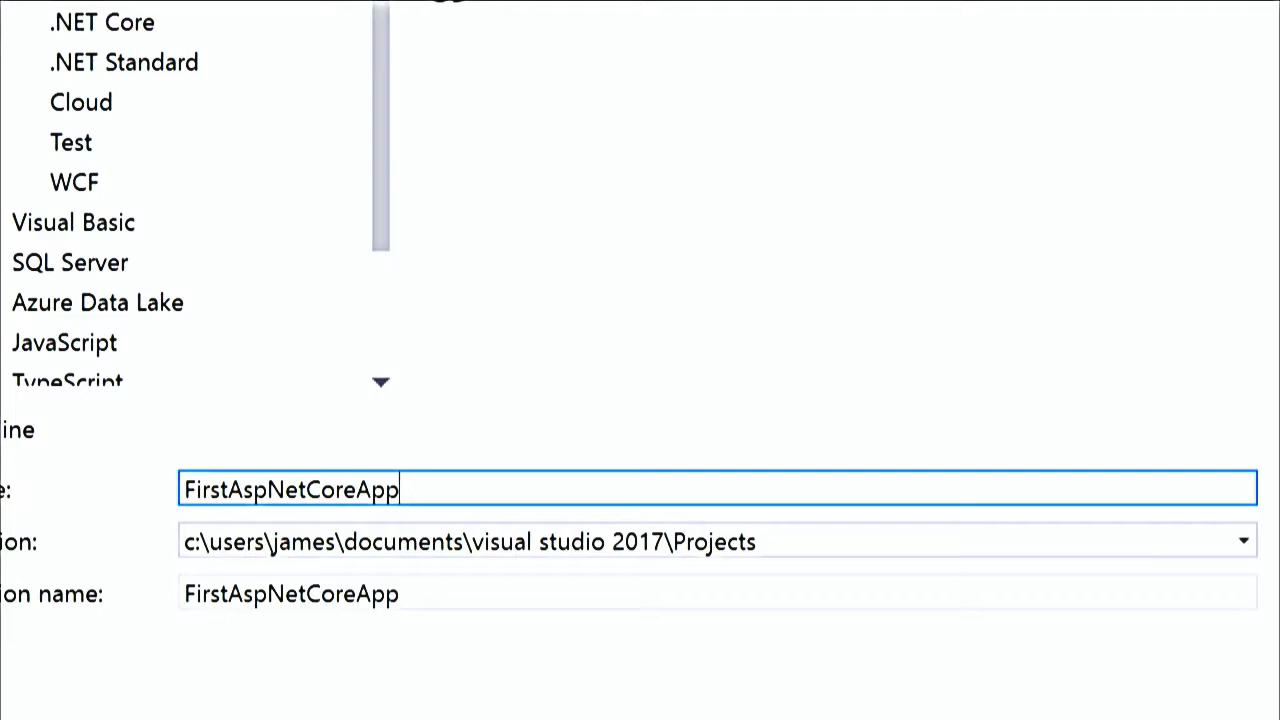 .NET Core
.NET Standard
Cloud
Test
WCF
Visual Basic
SQL Server
Azure Data Lake
JavaScript
TypeScript
ine
e:
FirstAspNetCoreApp
ion:
c:\users\james\documents\visual studio 2017\Projects
ion name:
FirstAspNetCoreApp